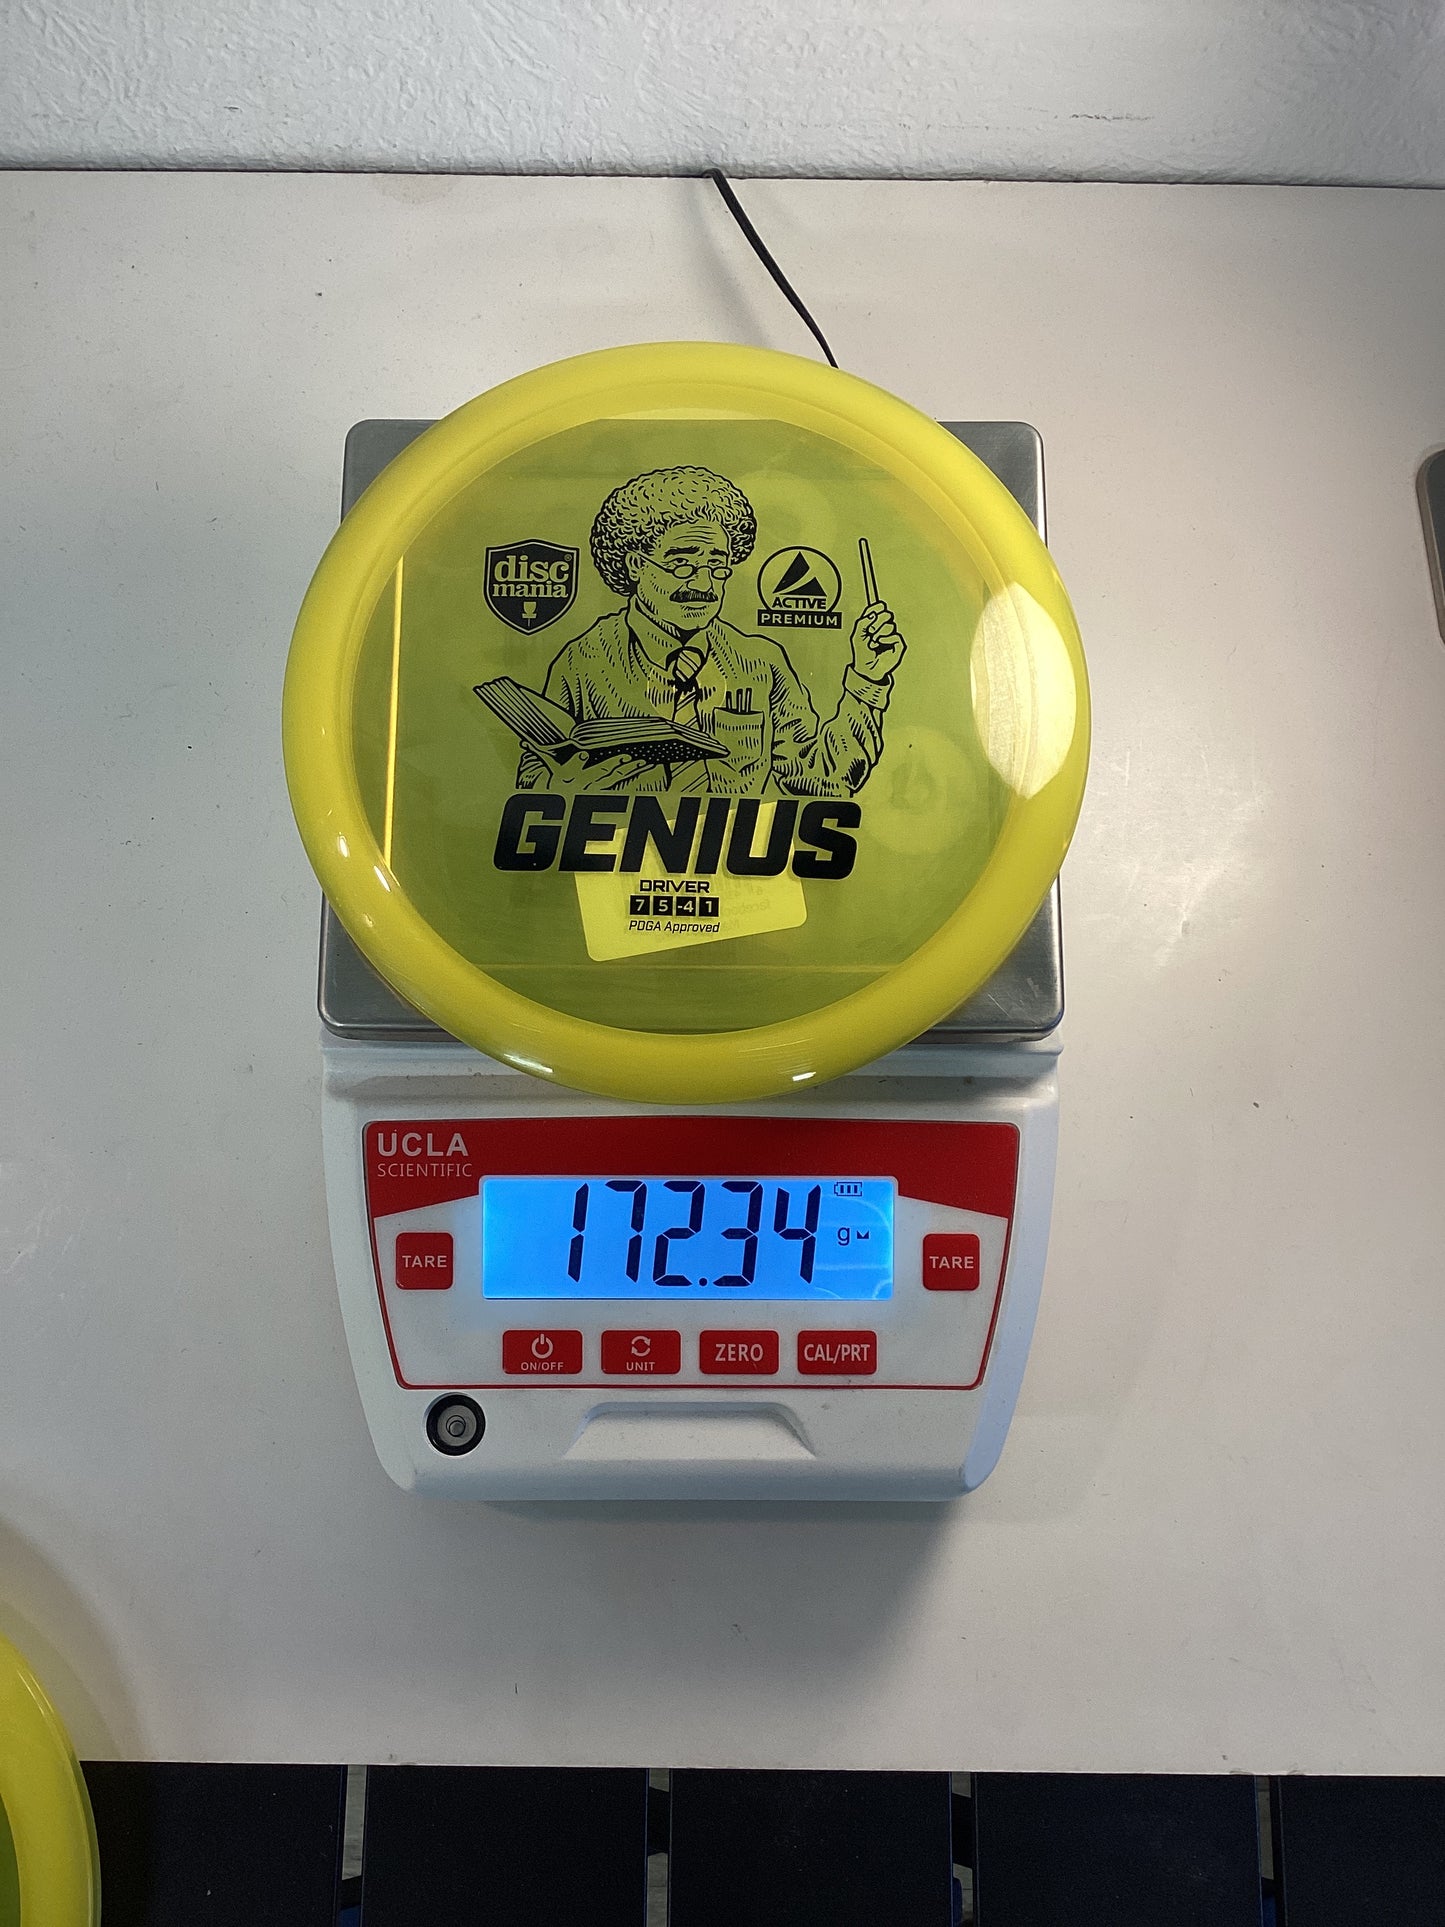 disc
mania
ACTIVE
PREMIUM
GENIUS
DRIVER
7 5 -4 1
PDGA Approved
UCLA
SCIENTIFIC
172.34
g
TARE
TARE
ON/OFF
UNIT
ZERO
CAL/PRT